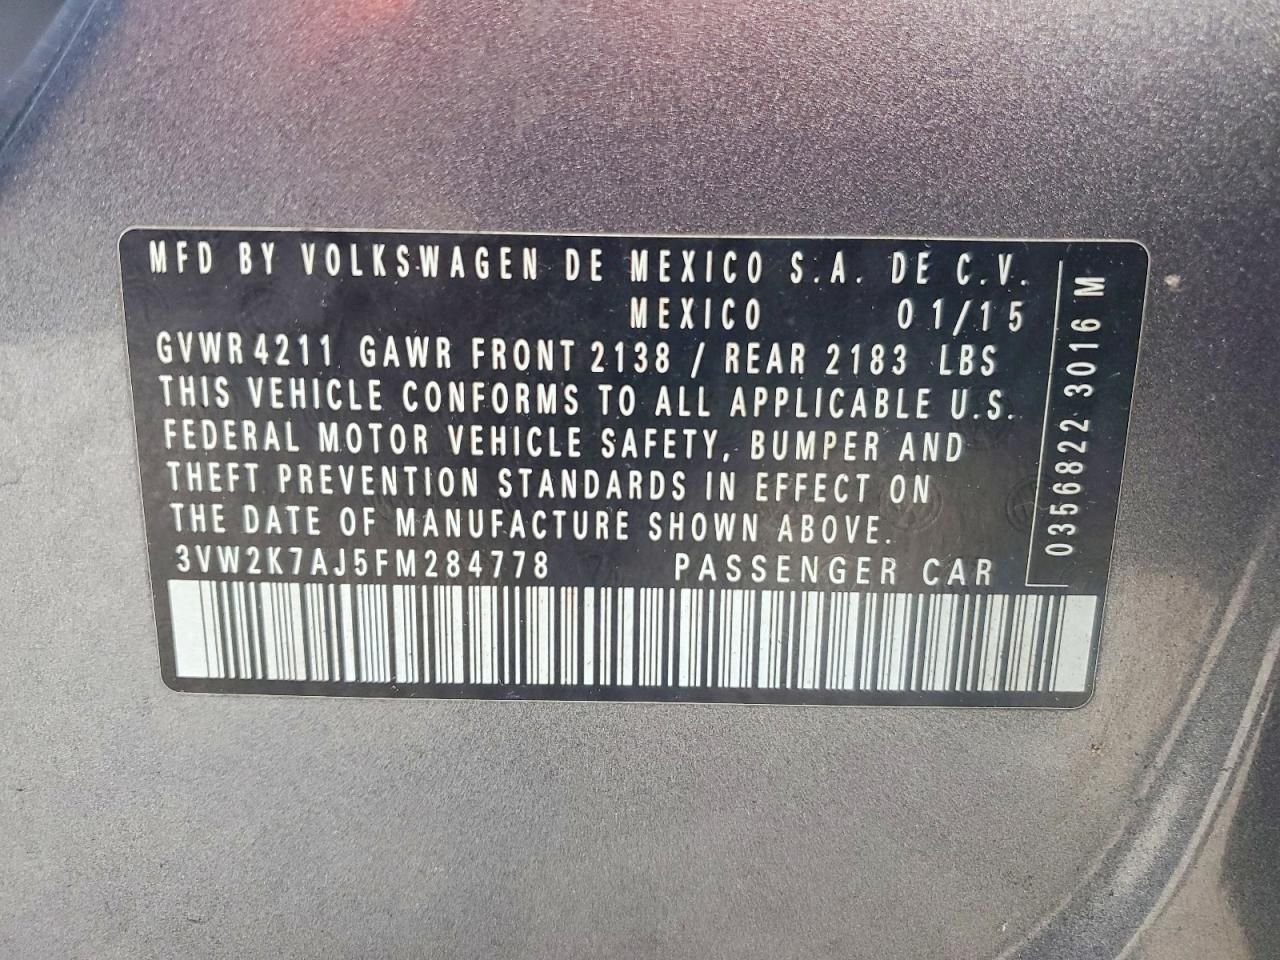 MFD BY VOLKSWAGEN DE MEXICO S.A. DE C.V.
MEXICO 01/15
GVWR 4211 GAWR FRONT 2138 / REAR 2183 LBS
THIS VEHICLE CONFORMS TO ALL APPLICABLE U.S.
FEDERAL MOTOR VEHICLE SAFETY, BUMPER AND
THEFT PREVENTION STANDARDS IN EFFECT ON
THE DATE OF MANUFACTURE SHOWN ABOVE.
3VW2K7AJ5FM284778 PASSENGER CAR
0356822 3016 M